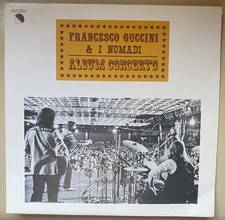 FRANCESCO GUCCINI
& I NOMADI
ALBUM CONCERTO